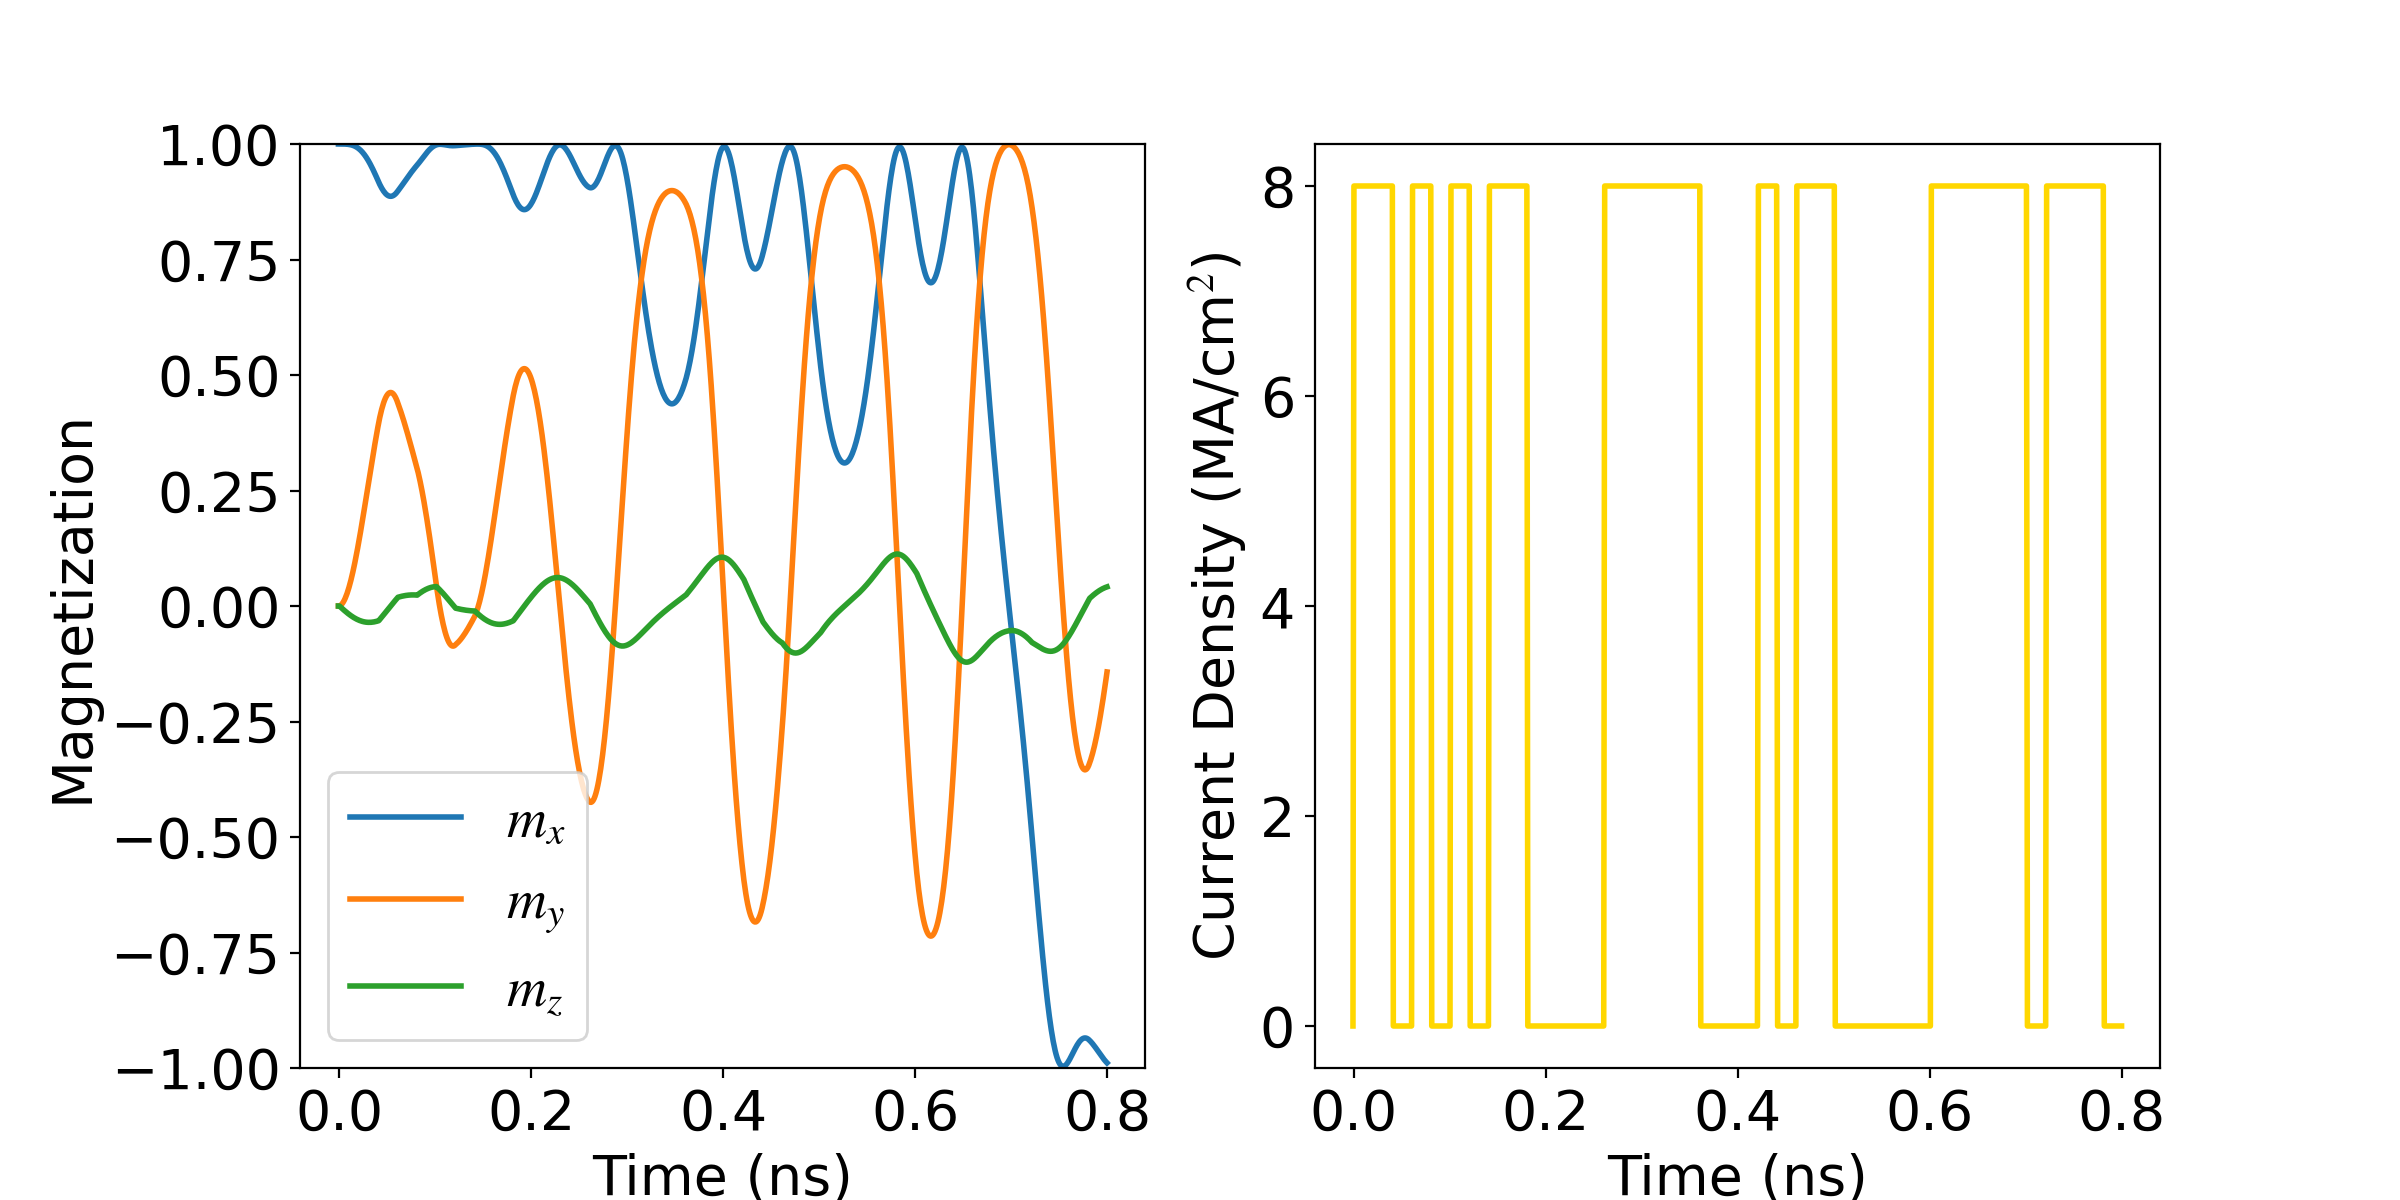 Magnetization
1.00
0.75
0.50
0.25
0.00
−0.25
−0.50
−0.75
−1.00
0.0 0.2 0.4 0.6 0.8
Time (ns)
mₓ
m_y
m_z
Current Density (MA/cm²)
8
6
4
2
0
0.0 0.2 0.4 0.6 0.8
Time (ns)